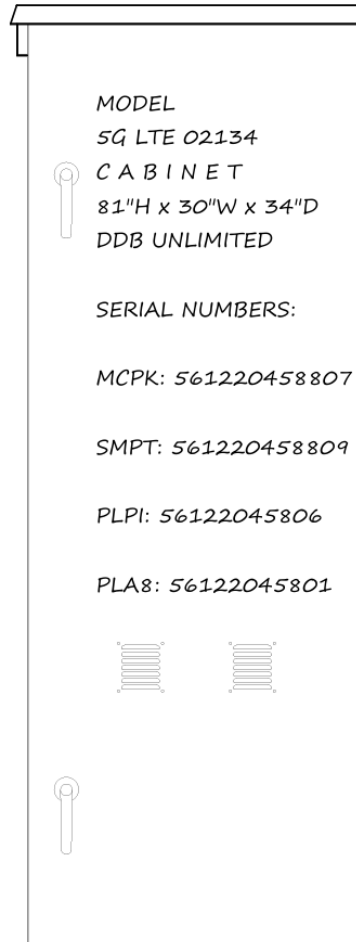 MODEL
5G LTE 02134
C A B I N E T
81"H x 30"W x 34"D
DDB UNLIMITED
SERIAL NUMBERS:
MCPK: 561220458807
SMPT: 561220458809
PLPI: 56122045806
PLA8: 56122045801